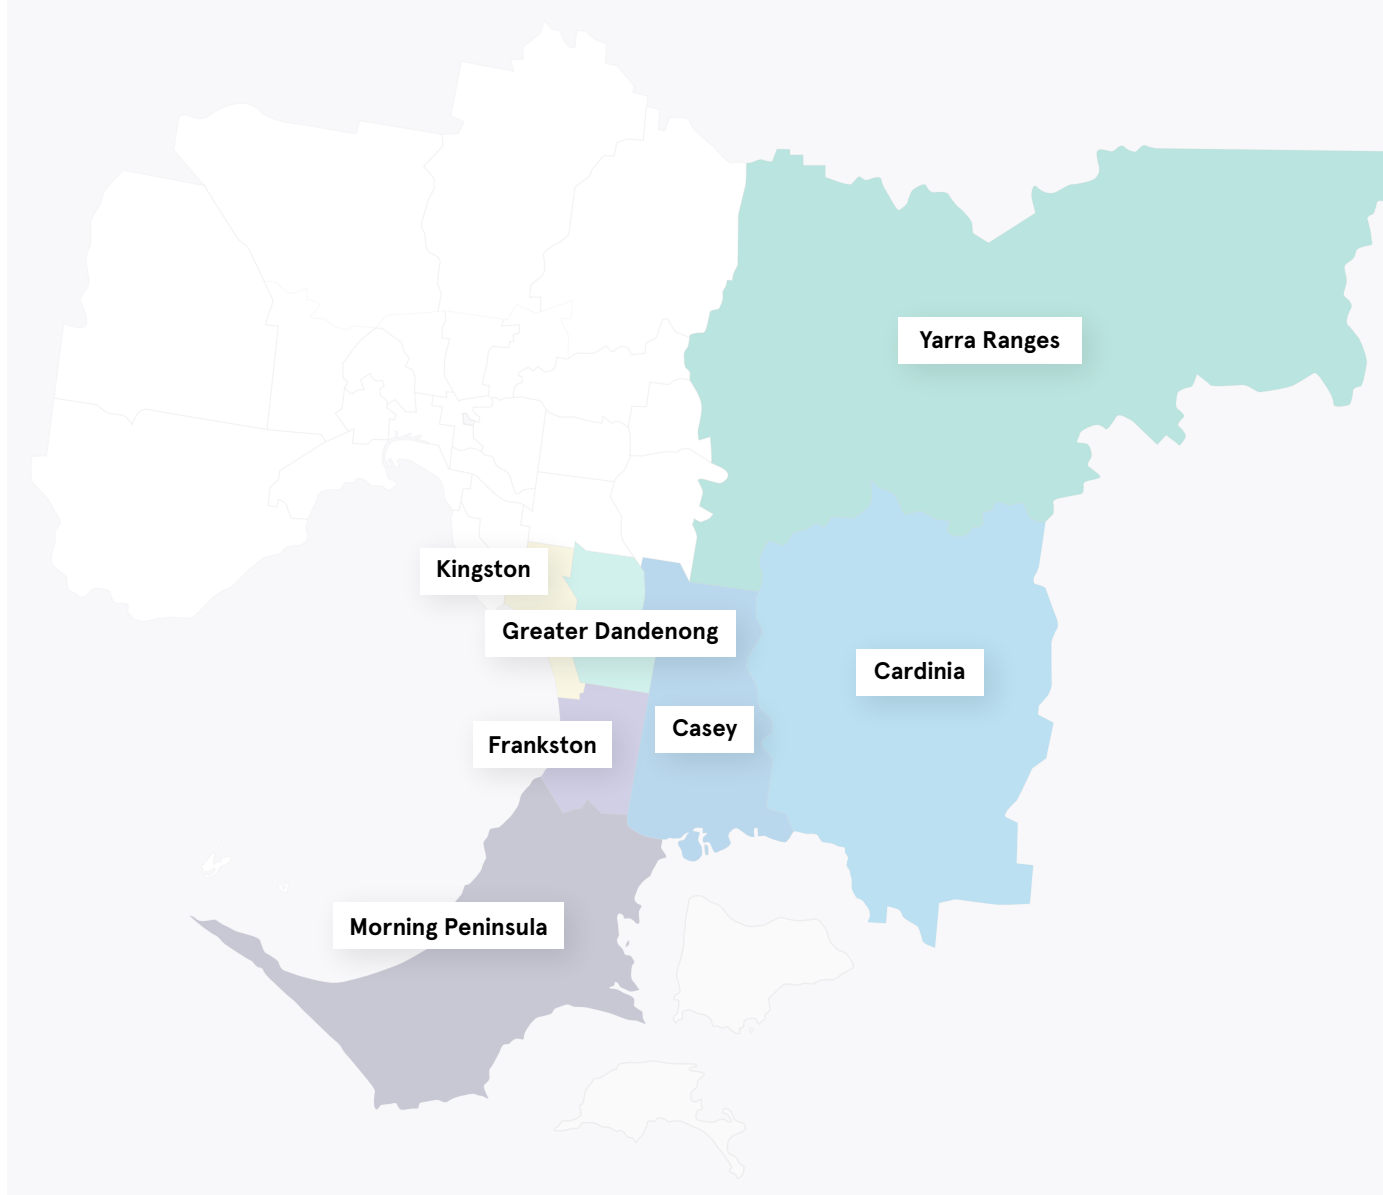 Yarra Ranges
Kingston
Greater Dandenong
Cardinia
Casey
Frankston
Morning Peninsula